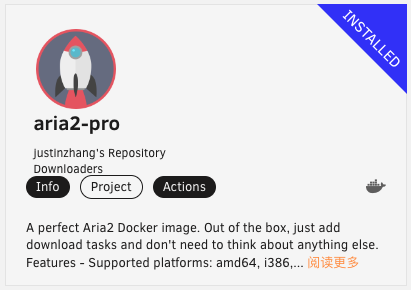 INSTALLED
aria2-pro
justinzhang's Repository
Downloaders
Info
Project
Actions
A perfect Aria2 Docker image. Out of the box, just add
download tasks and don't need to think about anything else.
Features - Supported platforms: amd64, i386,... 阅读更多